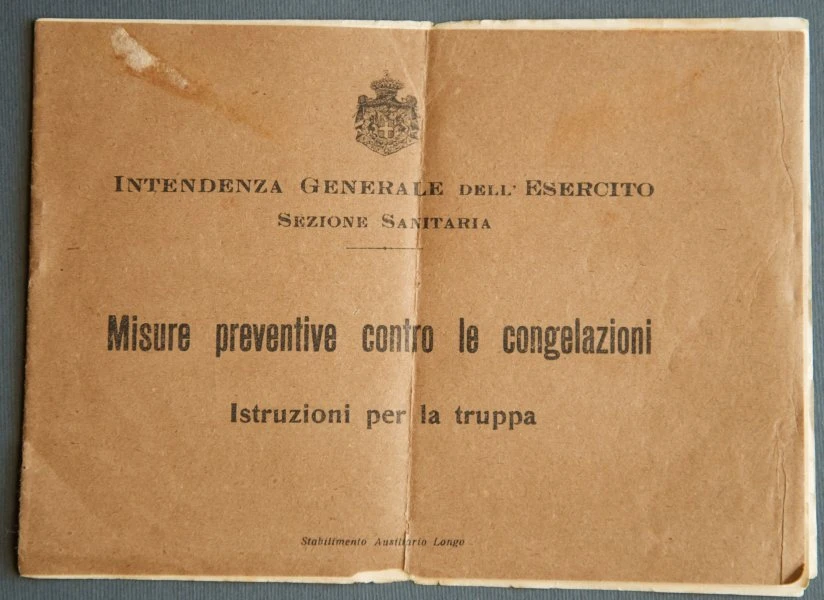 INTENDENZA GENERALE DELL' ESERCITO
SEZIONE SANITARIA
Misure preventive contro le congelazioni
Istruzioni per la truppa
Stabilimento Ausiliario Longo